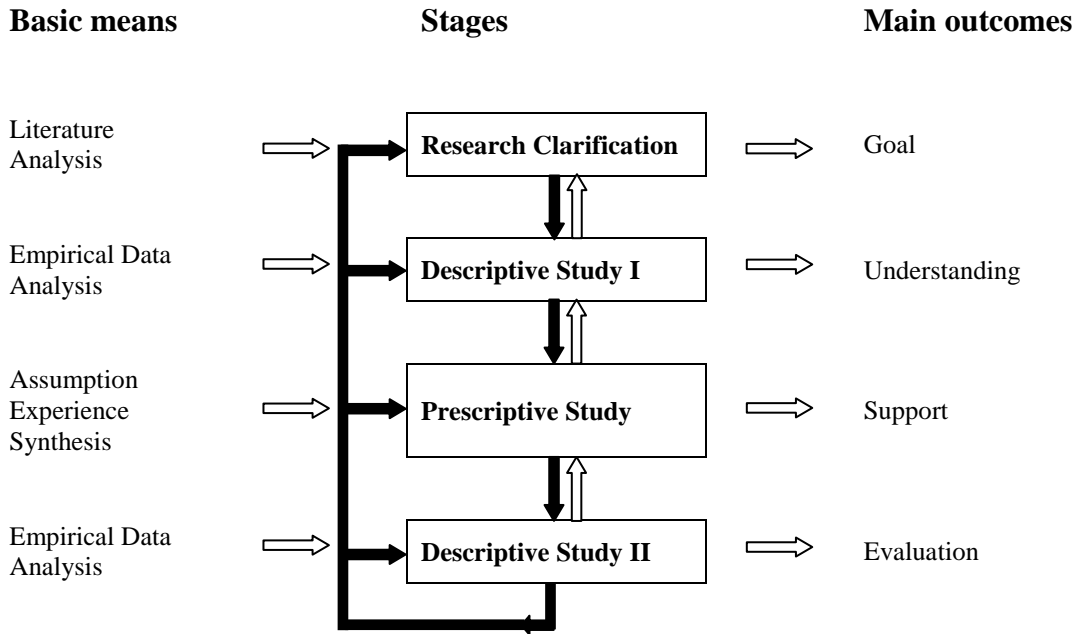 Basic means
Stages
Main outcomes
Literature
Analysis
Research Clarification
Goal
Empirical Data
Analysis
Descriptive Study I
Understanding
Assumption
Experience
Synthesis
Prescriptive Study
Support
Empirical Data
Analysis
Descriptive Study II
Evaluation